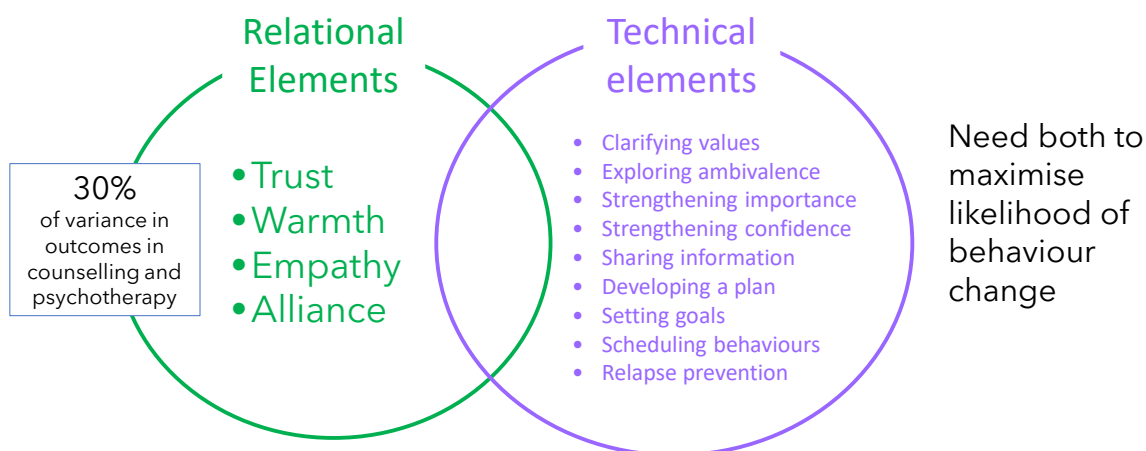 Relational
Elements
Technical
elements
30%
of variance in
outcomes in
counselling and
psychotherapy
•Trust
•Warmth
•Empathy
•Alliance
• Clarifying values
• Exploring ambivalence
• Strengthening importance
• Strengthening confidence
• Sharing information
• Developing a plan
• Setting goals
• Scheduling behaviours
• Relapse prevention
Need both to
maximise
likelihood of
behaviour
change